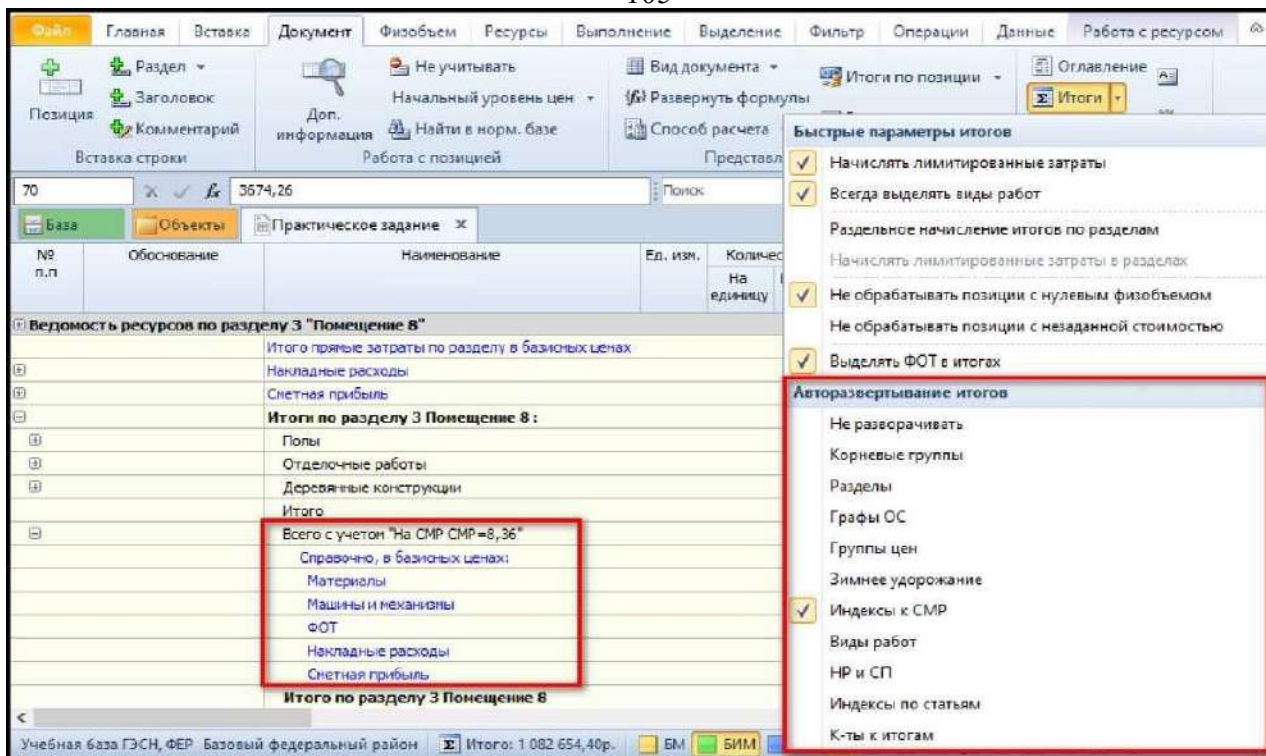 105
Файл Главная Вставка Документ Физобъем Ресурсы Выполнение Выделение Фильтр Операции Данные Работа с ресурсом
Позиция
Раздел
Заголовок
Комментарий
Вставка строки
Доп. информация
Не учитывать
Начальный уровень цен
Найти в норм. базе
Работа с позицией
Вид документа
Развернуть формулы
Способ расчета
Представл
Итоги по позиции
Оглавление
Итоги
70 fx 3674,26 Поиск
База Объекты Практическое задание
№ п.п Обоснование Наименование Ед. изм. Количес
На единицу
Ведомость ресурсов по разделу 3 "Помещение 8"
Итого прямые затраты по разделу в базисных ценах
Накладные расходы
Сметная прибыль
Итоги по разделу 3 Помещение 8 :
Полы
Отделочные работы
Деревянные конструкции
Итого
Всего с учетом "На СМР СМР=8,36"
Справочно, в базисных ценах:
Материалы
Машины и механизмы
ФОТ
Накладные расходы
Сметная прибыль
Итого по разделу 3 Помещение 8
Быстрые параметры итогов
Начислять лимитированные затраты
Всегда выделять виды работ
Раздельное начисление итогов по разделам
Начислять лимитированные затраты в разделах
Не обрабатывать позиции с нулевым физобъемом
Не обрабатывать позиции с незаданной стоимостью
Выделять ФОТ в итогах
Авторазвертывание итогов
Не разворачивать
Корневые группы
Разделы
Графы ОС
Группы цен
Зимнее удорожание
Индексы к СМР
Виды работ
НР и СП
Индексы по статьям
К-ты к итогам
Учебная база ГЭСН, ФЕР Базовый федеральный район Итого: 1 082 654,40р. БМ БИМ